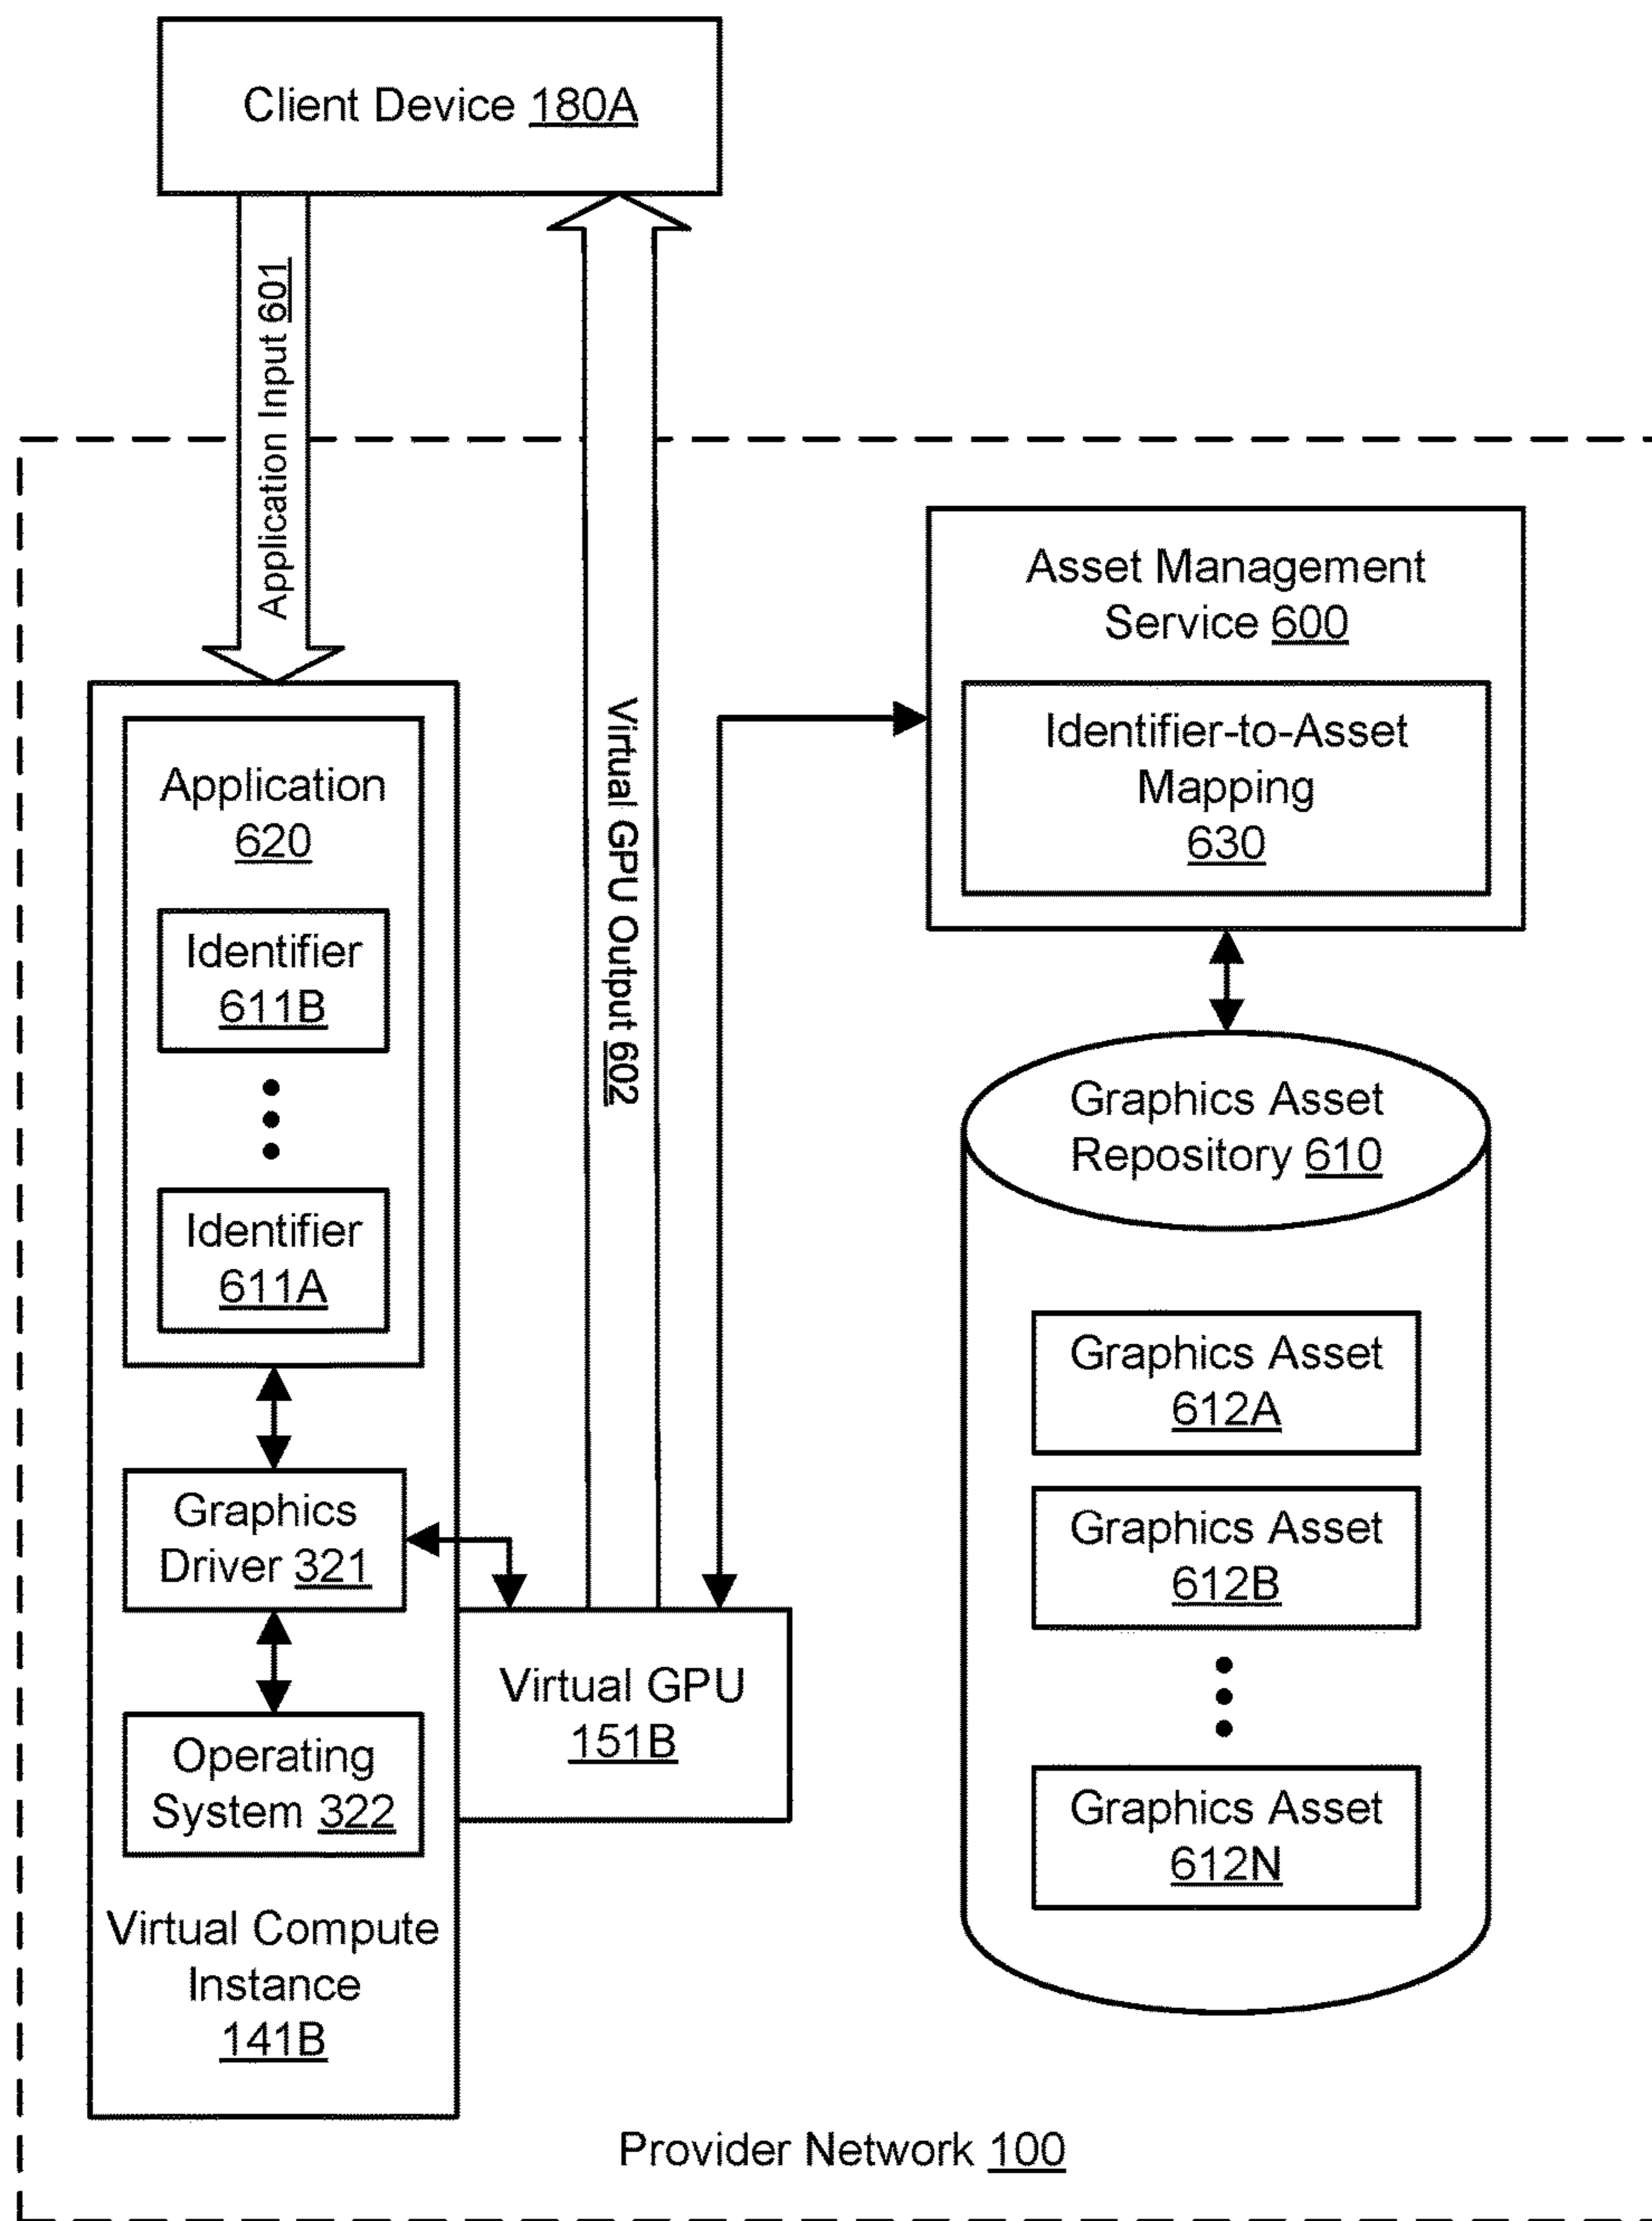 Client Device 180A
Application Input 601
Virtual GPU Output 602
Application
620
Identifier
611B
Identifier
611A
Graphics
Driver 321
Operating
System 322
Virtual Compute
Instance
141B
Virtual GPU
151B
Asset Management
Service 600
Identifier-to-Asset
Mapping
630
Graphics Asset
Repository 610
Graphics Asset
612A
Graphics Asset
612B
Graphics Asset
612N
Provider Network 100